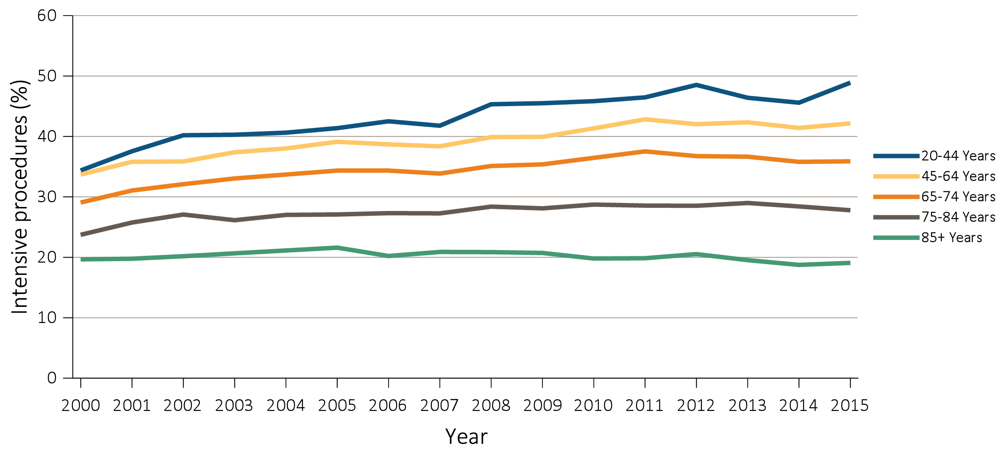 Intensive procedures (%)
60
50
40
30
20
10
0
2000 2001 2002 2003 2004 2005 2006 2007 2008 2009 2010 2011 2012 2013 2014 2015
Year
20-44 Years
45-64 Years
65-74 Years
75-84 Years
85+ Years